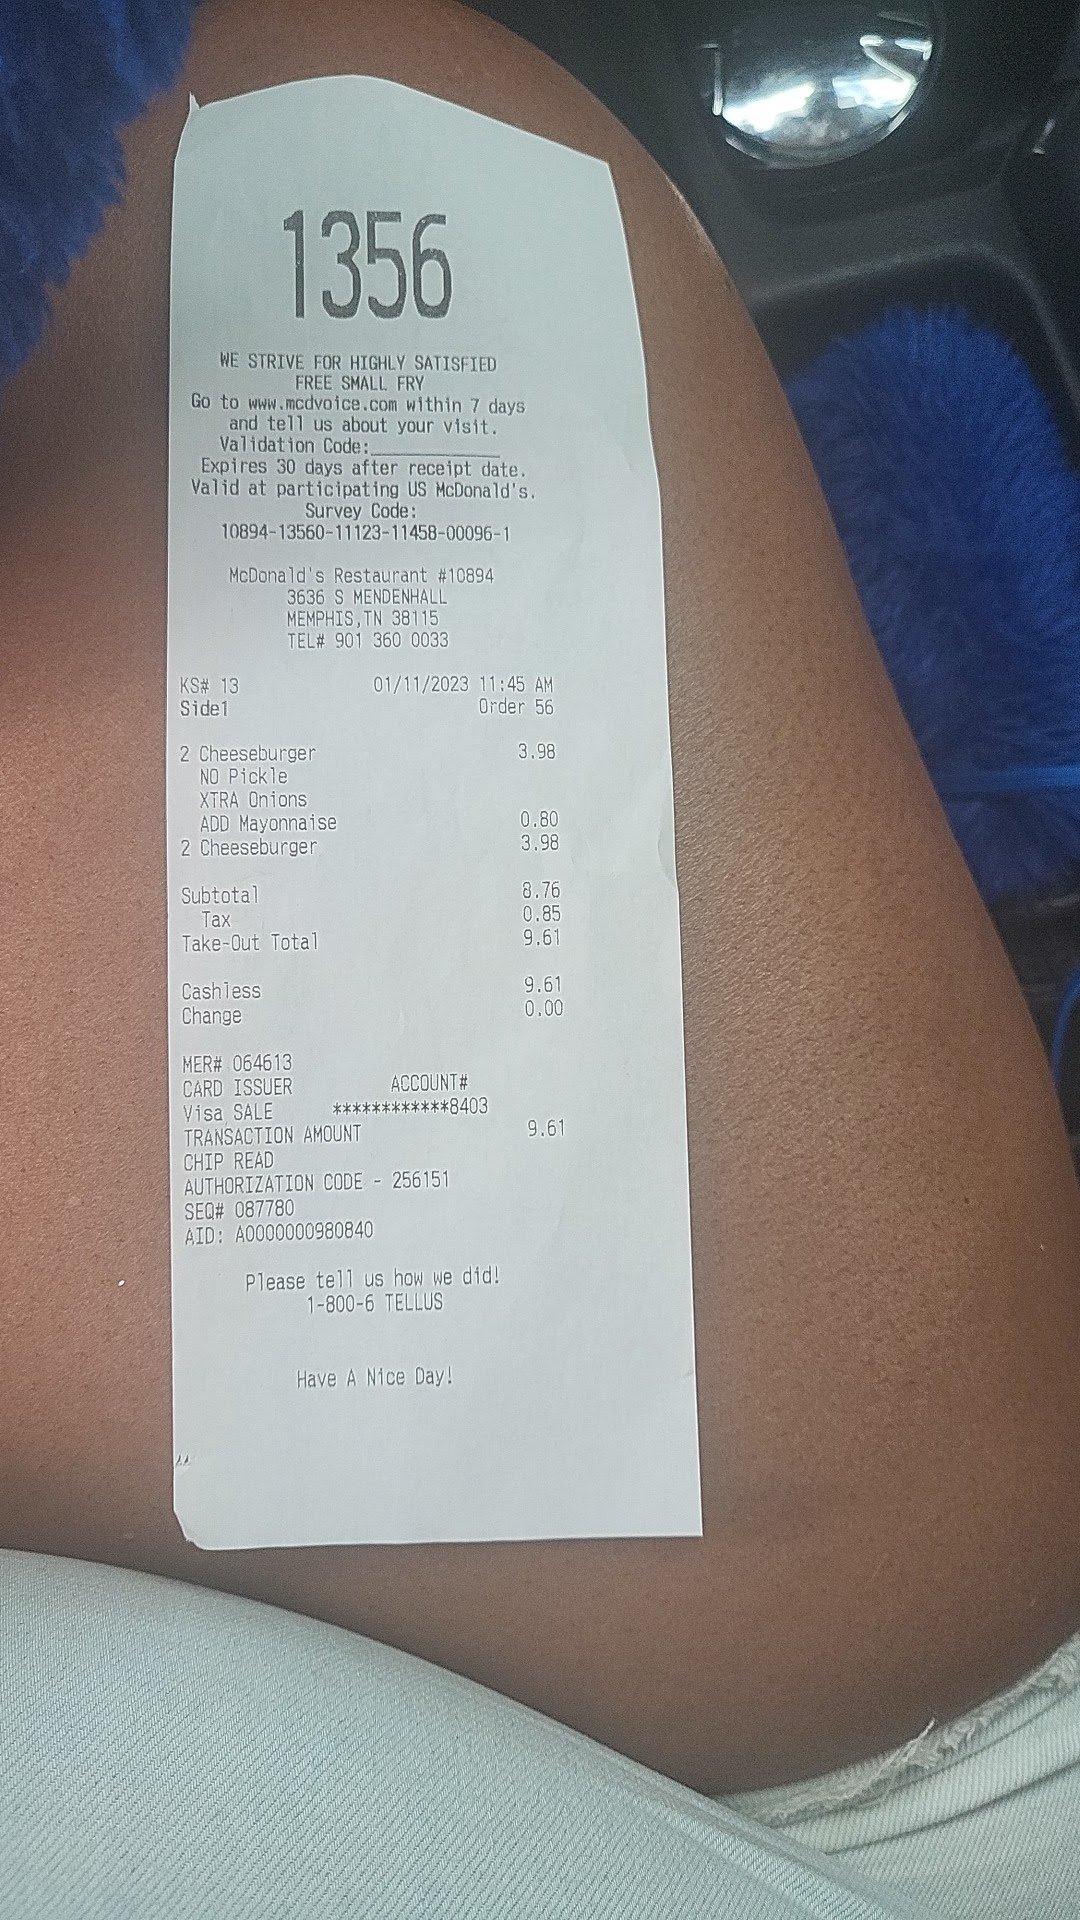 1356
WE STRIVE FOR HIGHLY SATISFIED
FREE SMALL FRY
Go to www.mcdvoice.com within 7 days
and tell us about your visit.
Validation Code:____________
Expires 30 days after receipt date.
Valid at participating US McDonald's.
Survey Code:
10894-13560-11123-11458-00096-1
McDonald's Restaurant #10894
3636 S MENDENHALL
MEMPHIS,TN 38115
TEL# 901 360 0033
KS# 13 01/11/2023 11:45 AM
Side1 Order 56
2 Cheeseburger 3.98
NO Pickle
XTRA Onions
ADD Mayonnaise 0.80
2 Cheeseburger 3.98
Subtotal 8.76
Tax 0.85
Take-Out Total 9.61
Cashless 9.61
Change 0.00
MER# 064613
CARD ISSUER ACCOUNT#
Visa SALE ************8403
TRANSACTION AMOUNT 9.61
CHIP READ
AUTHORIZATION CODE - 256151
SEQ# 087780
AID: A0000000980840
Please tell us how we did!
1-800-6 TELLUS
Have A Nice Day!